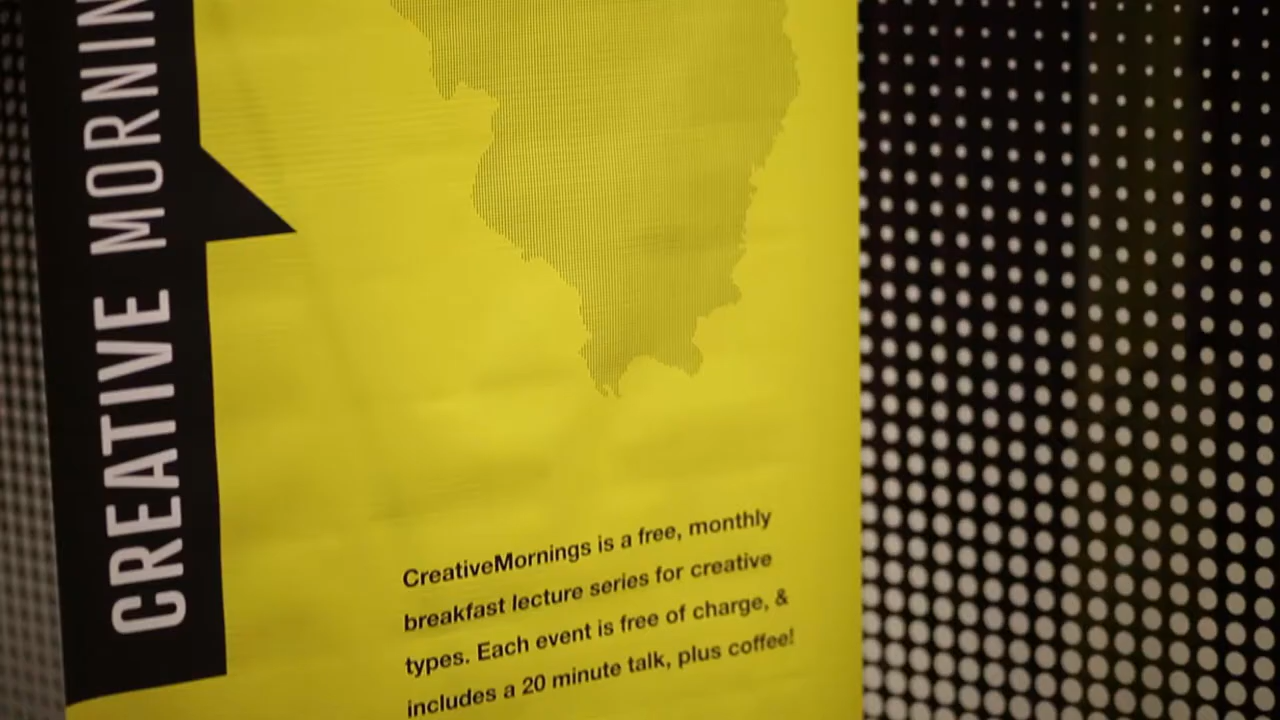 CREATIVE MORNIN
CreativeMornings is a free, monthly
breakfast lecture series for creative
types. Each event is free of charge, &
includes a 20 minute talk, plus coffee!